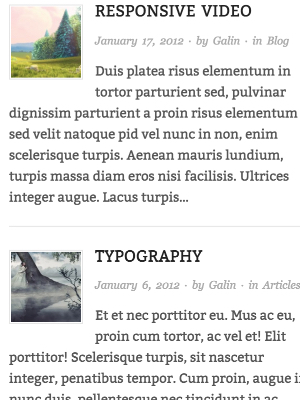 RESPONSIVE VIDEO
January 17, 2012 · by Galin · in Blog
Duis platea risus elementum in
tortor parturient sed, pulvinar
dignissim parturient a proin risus elementum
sed velit natoque pid vel nunc in non, enim
scelerisque turpis. Aenean mauris lundium,
turpis massa diam eros nisi facilisis. Ultrices
integer augue. Lacus turpis...
TYPOGRAPHY
January 6, 2012 · by Galin · in Articles
Et et nec porttitor eu. Mus ac eu,
proin cum tortor, ac vel et! Elit
porttitor! Scelerisque turpis, sit nascetur
integer, penatibus tempor. Cum proin, augue i
nunc duis, pellentesque nec tincidunt in ac